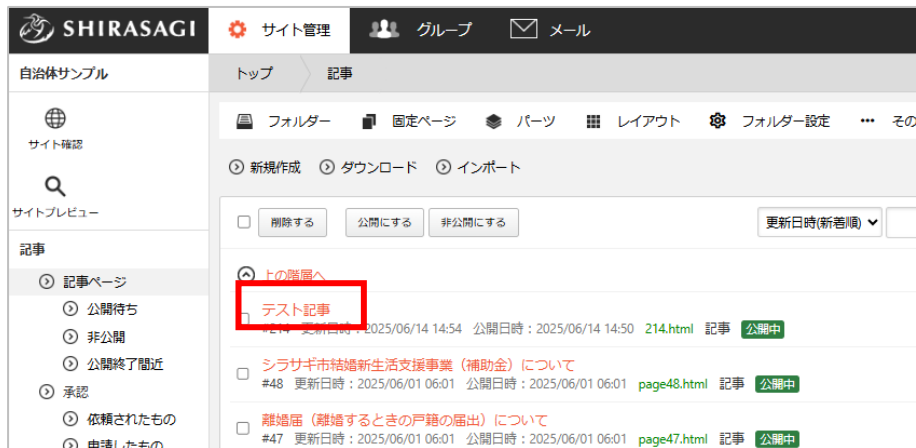 SHIRASAGI サイト管理 グループ メール
自治体サンプル トップ 記事
サイト確認
サイトプレビュー
記事
記事ページ
公開待ち
非公開
公開終了間近
承認
依頼されたもの
申請したもの
フォルダー 固定ページ パーツ レイアウト フォルダー設定 ••• その
新規作成 ダウンロード インポート
削除する 公開にする 非公開にする 更新日時(新着順)
上の階層へ
テスト記事
#214 更新日時：2025/06/14 14:54 公開日時：2025/06/14 14:50 214.html 記事 公開中
シラサギ市結婚新生活支援事業（補助金）について
#48 更新日時：2025/06/01 06:01 公開日時：2025/06/01 06:01 page48.html 記事 公開中
離婚届（離婚するときの戸籍の届出）について
#47 更新日時：2025/06/01 06:01 公開日時：2025/06/01 06:01 page47.html 記事 公開中